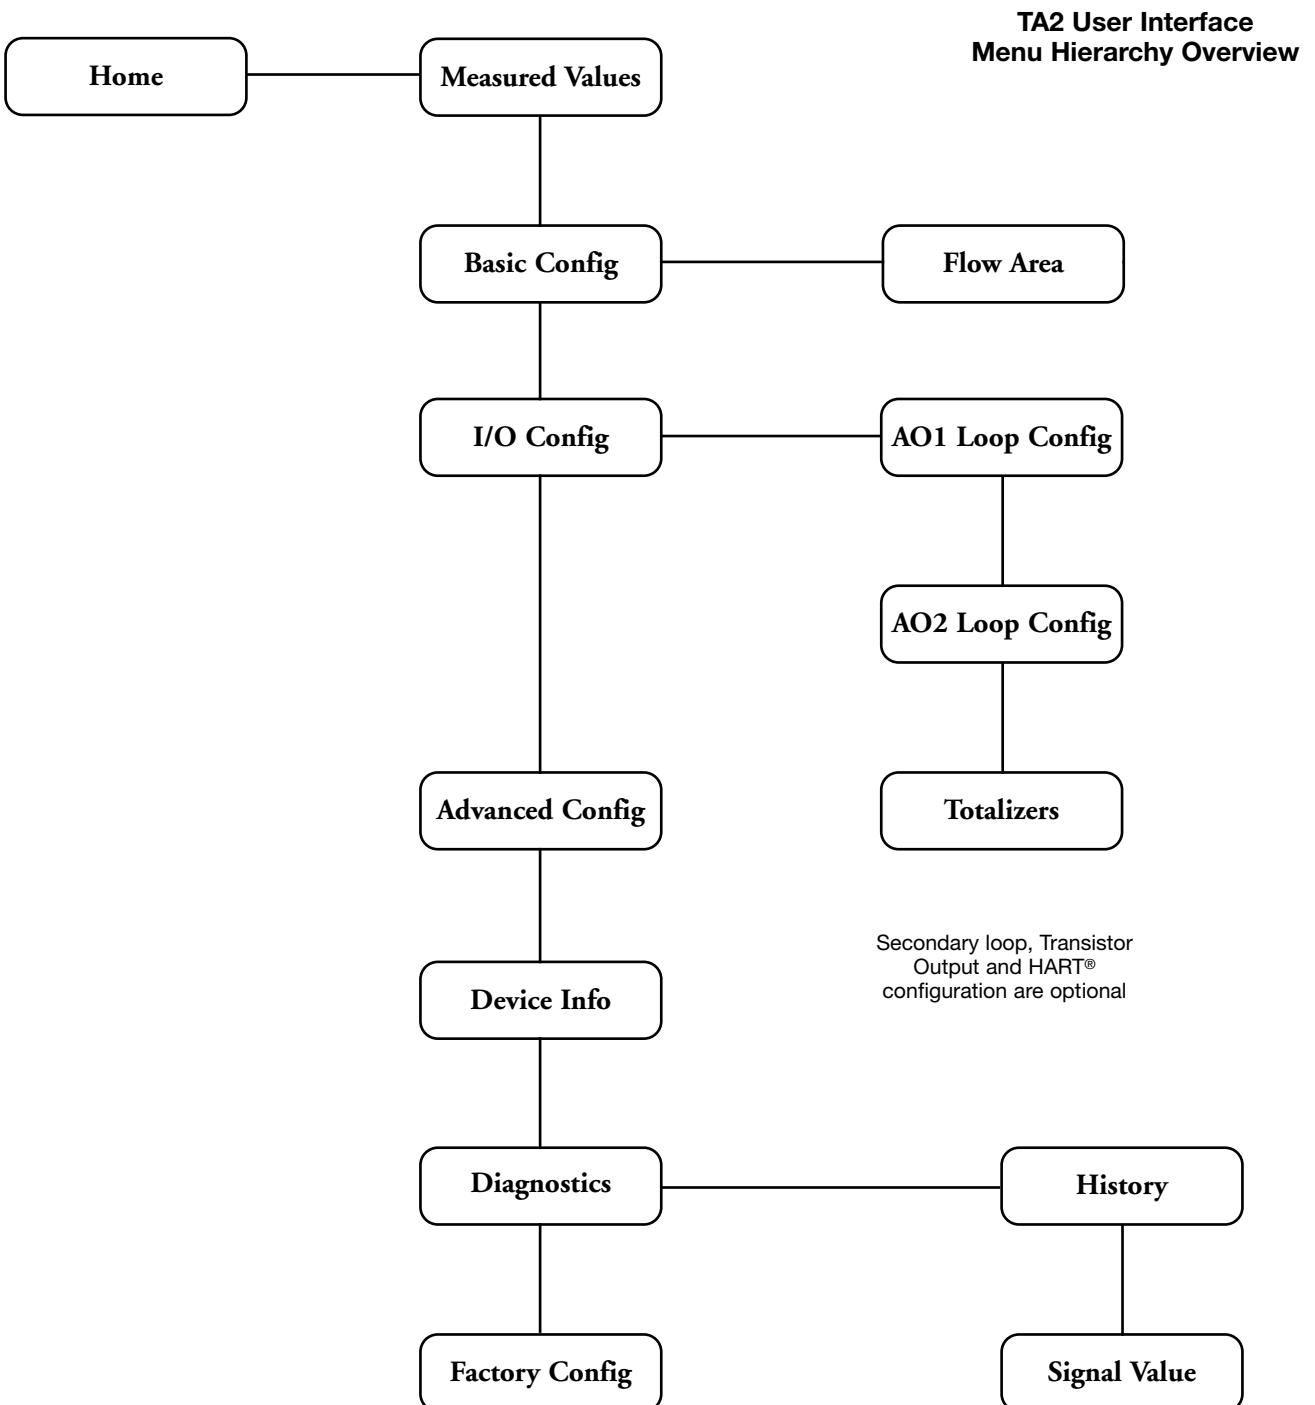 TA2 User Interface
Menu Hierarchy Overview
Home
Measured Values
Basic Config
Flow Area
I/O Config
AO1 Loop Config
AO2 Loop Config
Advanced Config
Totalizers
Secondary loop, Transistor
Output and HART®
configuration are optional
Device Info
Diagnostics
History
Factory Config
Signal Value